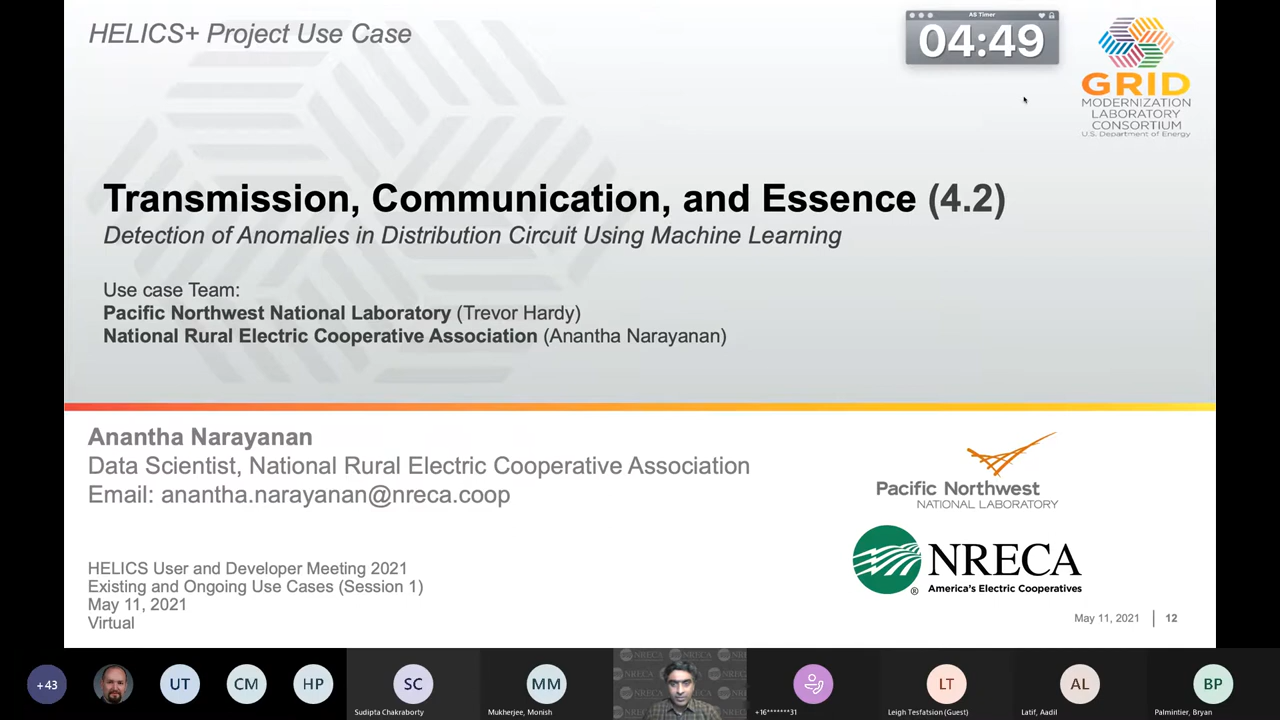 HELICS+ Project Use Case
AS Timer
04:49
GRID
MODERNIZATION
LABORATORY
CONSORTIUM
U.S. Department of Energy
Transmission, Communication, and Essence (4.2)
Detection of Anomalies in Distribution Circuit Using Machine Learning
Use case Team:
Pacific Northwest National Laboratory (Trevor Hardy)
National Rural Electric Cooperative Association (Anantha Narayanan)
Anantha Narayanan
Data Scientist, National Rural Electric Cooperative Association
Email: anantha.narayanan@nreca.coop
Pacific Northwest
NATIONAL LABORATORY
NRECA
®
America's Electric Cooperatives
HELICS User and Developer Meeting 2021
Existing and Ongoing Use Cases (Session 1)
May 11, 2021
Virtual
May 11, 2021 | 12
+43
UT
CM
HP
SC
Sudipta Chakraborty
MM
Mukherjee, Monish
NRECA
+16*******31
LT
Leigh Tesfatsion (Guest)
AL
Latif, Aadil
BP
Palmintier, Bryan